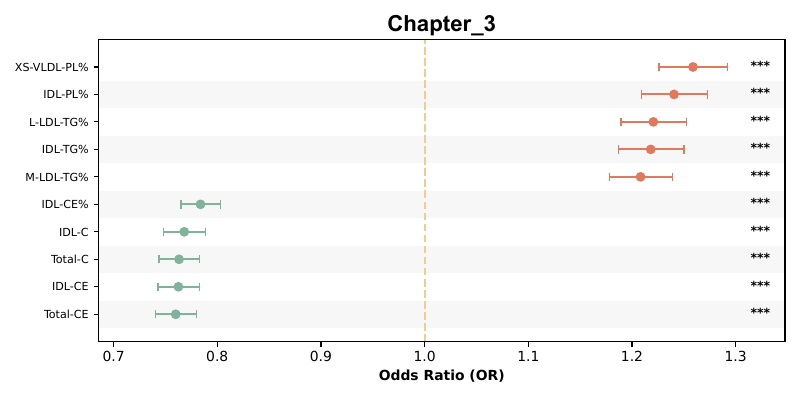 Chapter_3
XS-VLDL-PL% ***
IDL-PL% ***
L-LDL-TG% ***
IDL-TG% ***
M-LDL-TG% ***
IDL-CE% ***
IDL-C ***
Total-C ***
IDL-CE ***
Total-CE ***
0.7 0.8 0.9 1.0 1.1 1.2 1.3
Odds Ratio (OR)